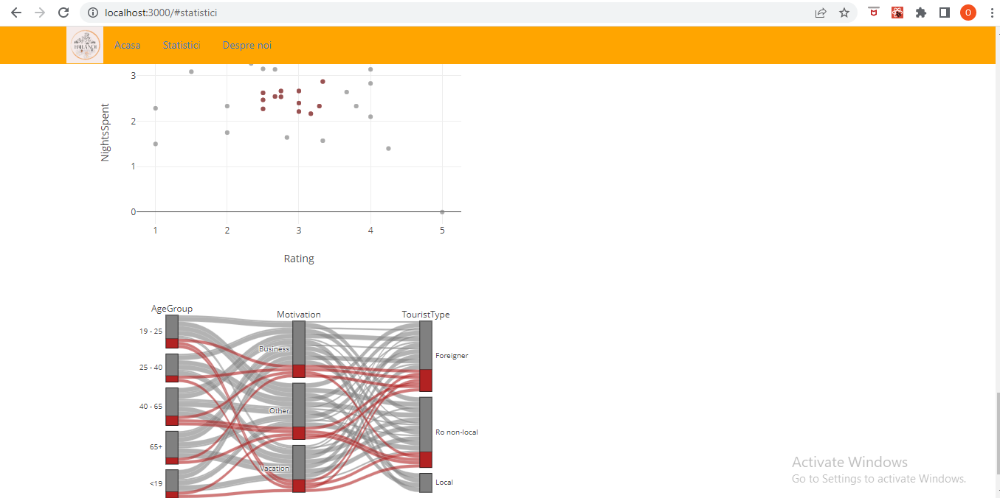 localhost:3000/#statistici
O
Acasa Statistici Despre noi
3
2
1
0
NightsSpent
1 2 3 4 5
Rating
AgeGroup Motivation TouristType
19 - 25
25 - 40
40 - 65
65+
<19
Business
Other
Vacation
Foreigner
Ro non-local
Local
Activate Windows
Go to Settings to activate Windows.